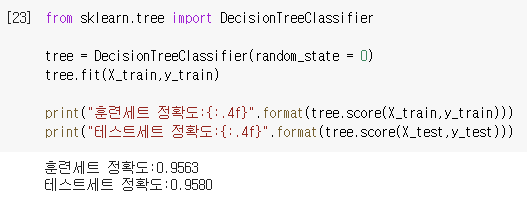 [23] from sklearn.tree import DecisionTreeClassifier
tree = DecisionTreeClassifier(random_state = 0)
tree.fit(X_train,y_train)
print("훈련세트 정확도:{:.4f}".format(tree.score(X_train,y_train)))
print("테스트세트 정확도:{:.4f}".format(tree.score(X_test,y_test)))
훈련세트 정확도:0.9563
테스트세트 정확도:0.9580